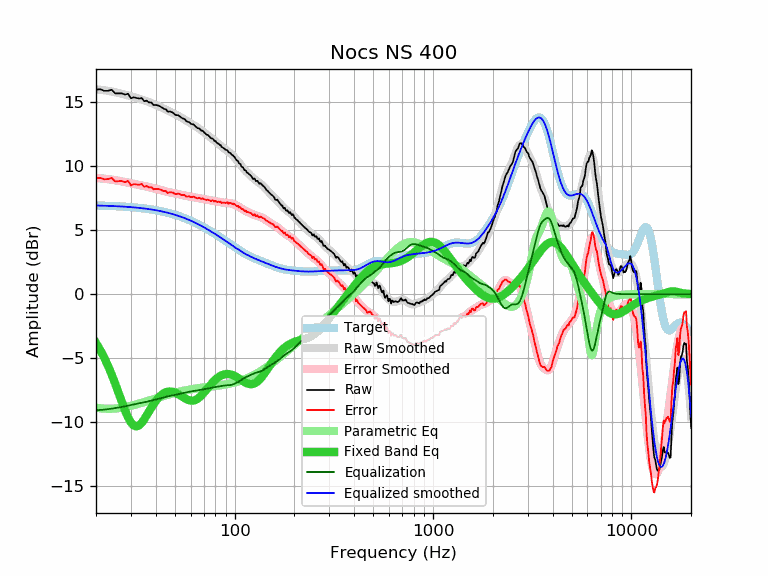 Nocs NS 400
Amplitude (dBr)
15
10
5
0
−5
−10
−15
Target
Raw Smoothed
Error Smoothed
Raw
Error
Parametric Eq
Fixed Band Eq
Equalization
Equalized smoothed
100
1000
10000
Frequency (Hz)